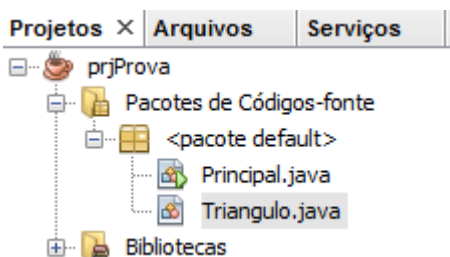 Projetos × Arquivos Serviços
prjProva
Pacotes de Códigos-fonte
<pacote default>
Principal.java
Triangulo.java
Bibliotecas